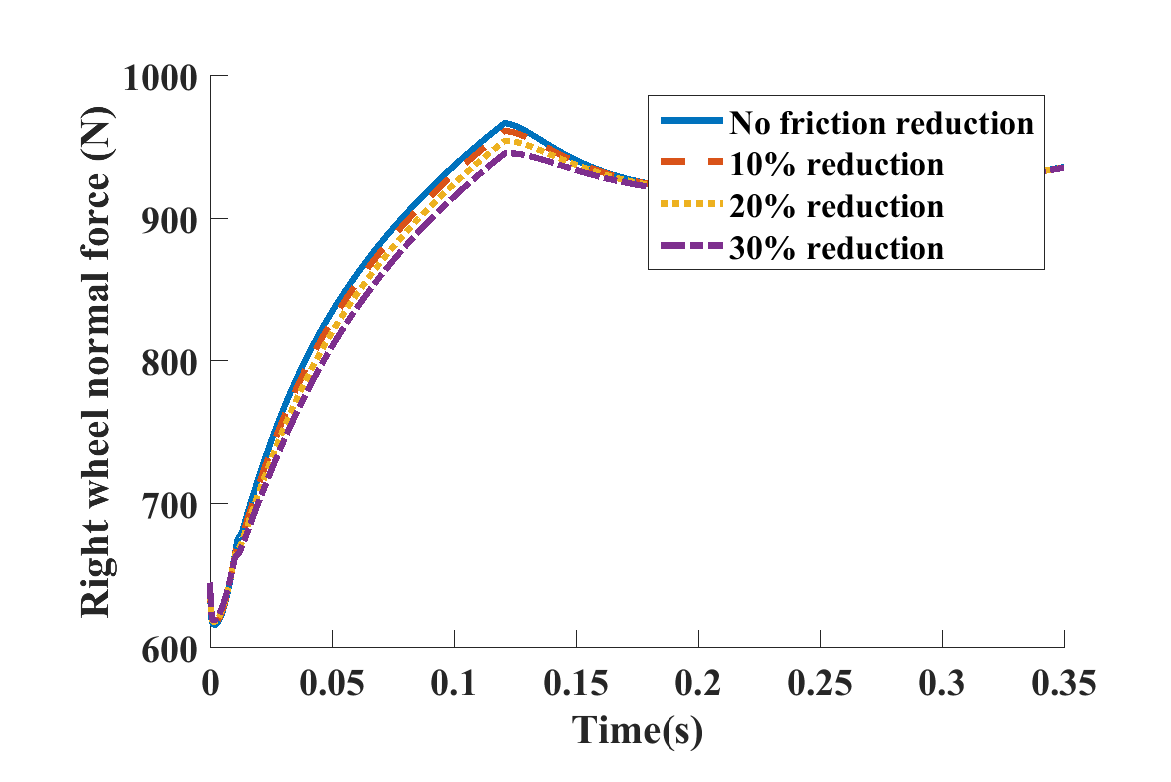 Right wheel normal force (N)
1000
900
800
700
600
No friction reduction
10% reduction
20% reduction
30% reduction
0 0.05 0.1 0.15 0.2 0.25 0.3 0.35
Time(s)